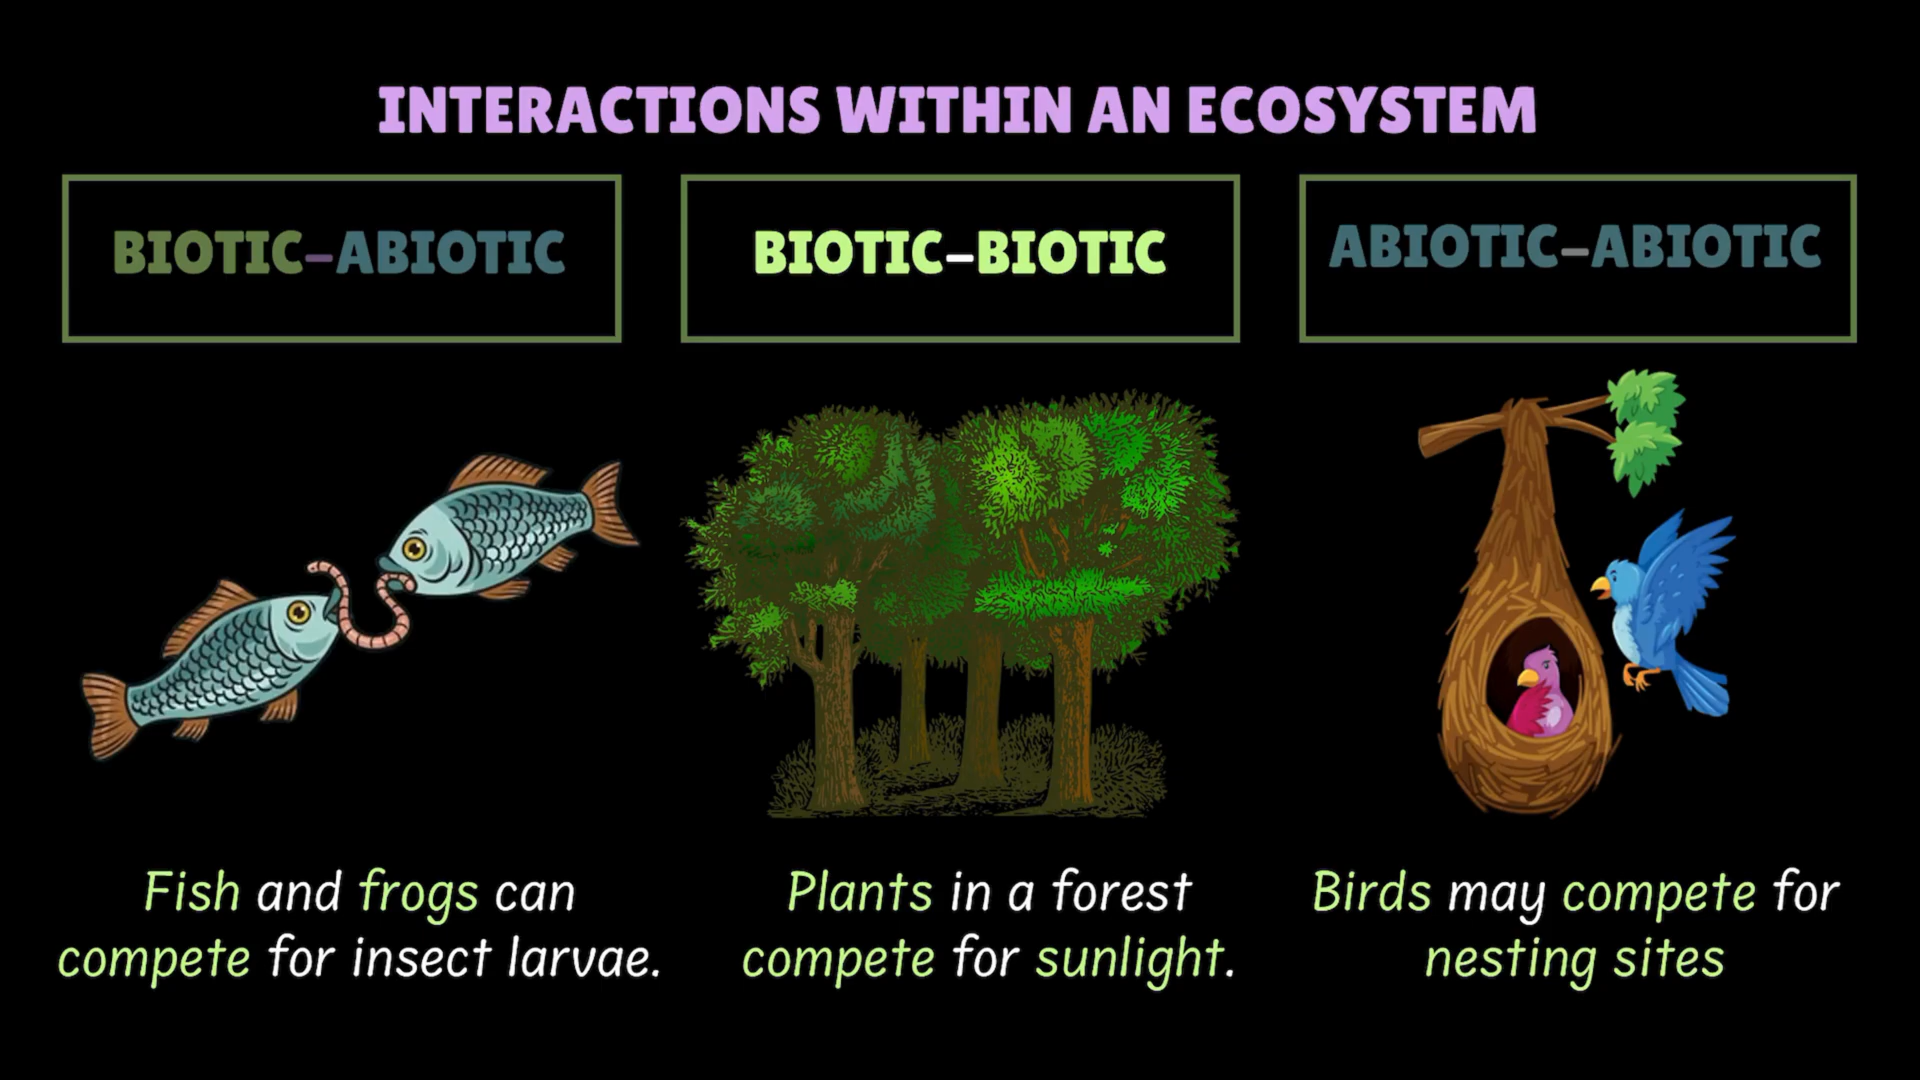 INTERACTIONS WITHIN AN ECOSYSTEM
BIOTIC-ABIOTIC
BIOTIC-BIOTIC
ABIOTIC-ABIOTIC
Fish and frogs can
compete for insect larvae.
Plants in a forest
compete for sunlight.
Birds may compete for
nesting sites